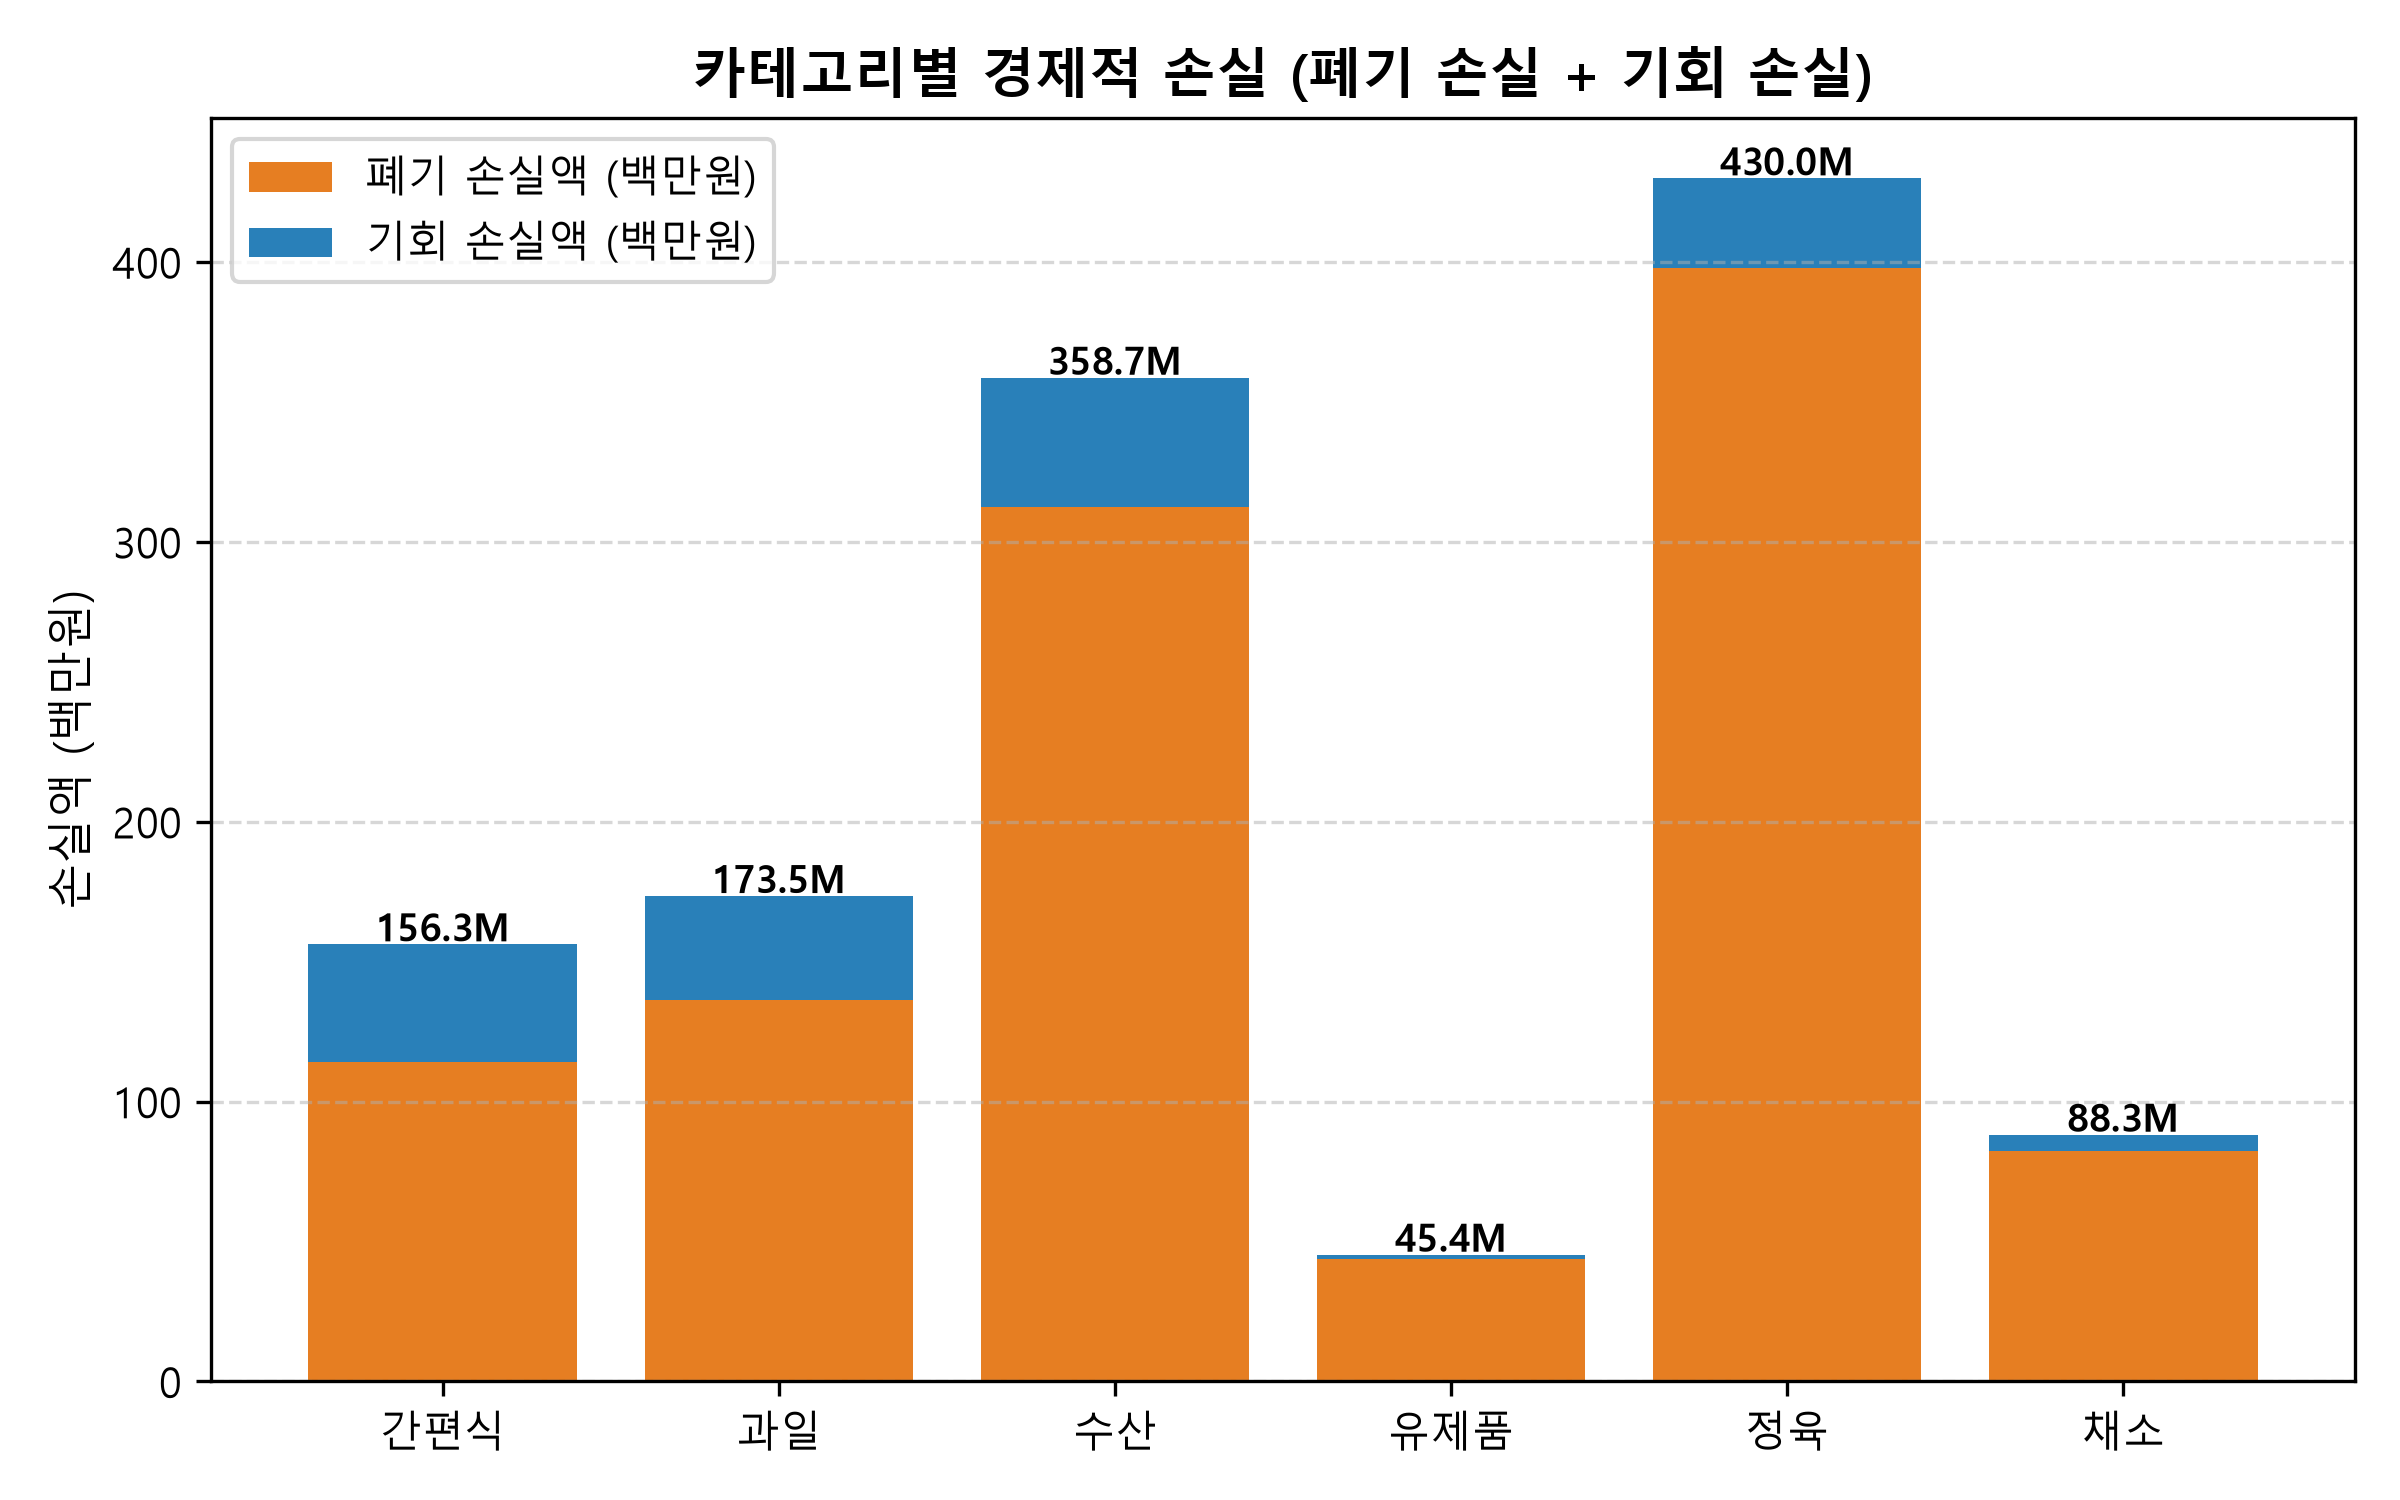 카테고리별 경제적 손실 (폐기 손실 + 기회 손실)
폐기 손실액 (백만원)
기회 손실액 (백만원)
손실액 (백만원)
400
300
200
100
0
156.3M
173.5M
358.7M
45.4M
430.0M
88.3M
간편식
과일
수산
유제품
정육
채소